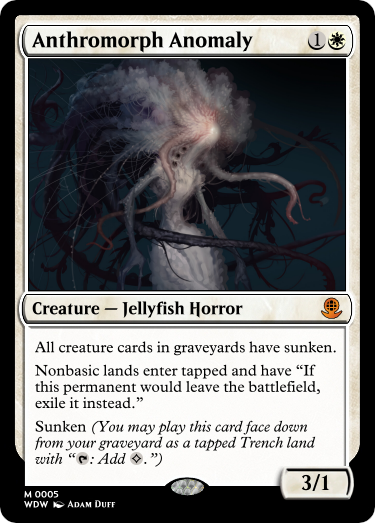 Anthromorph Anomaly 1
Creature — Jellyfish Horror
All creature cards in graveyards have sunken.
Nonbasic lands enter tapped and have “If
this permanent would leave the battlefield,
exile it instead.”
Sunken (You may play this card face down
from your graveyard as a tapped Trench land
with “: Add .”)
3/1
M 0005
WDW Adam Duff